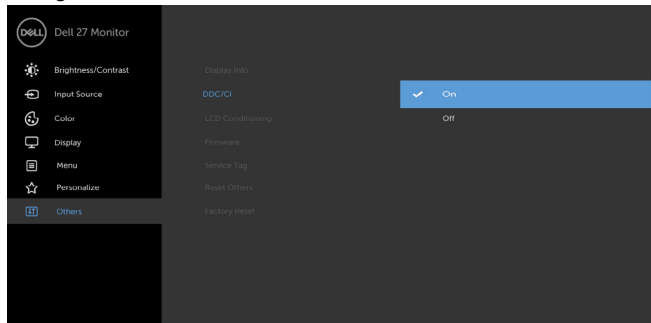 DELL Dell 27 Monitor
Brightness/Contrast
Input Source
Color
Display
Menu
Personalize
Others
Display Info
DDC/CI
LCD Conditioning
Firmware
Service Tag
Reset Others
Factory Reset
On
Off